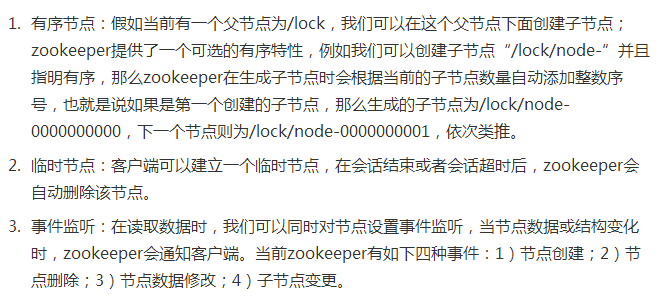 1. 有序节点：假如当前有一个父节点为/lock，我们可以在这个父节点下面创建子节点；
zookeeper提供了一个可选的有序特性，例如我们可以创建子节点“/lock/node-”并且
指明有序，那么zookeeper在生成子节点时会根据当前的子节点数量自动添加整数序
号，也就是说如果是第一个创建的子节点，那么生成的子节点为/lock/node-
0000000000，下一个节点则为/lock/node-0000000001，依次类推。
2. 临时节点：客户端可以建立一个临时节点，在会话结束或者会话超时后，zookeeper会
自动删除该节点。
3. 事件监听：在读取数据时，我们可以同时对节点设置事件监听，当节点数据或结构变化
时，zookeeper会通知客户端。当前zookeeper有如下四种事件：1）节点创建；2）节
点删除；3）节点数据修改；4）子节点变更。